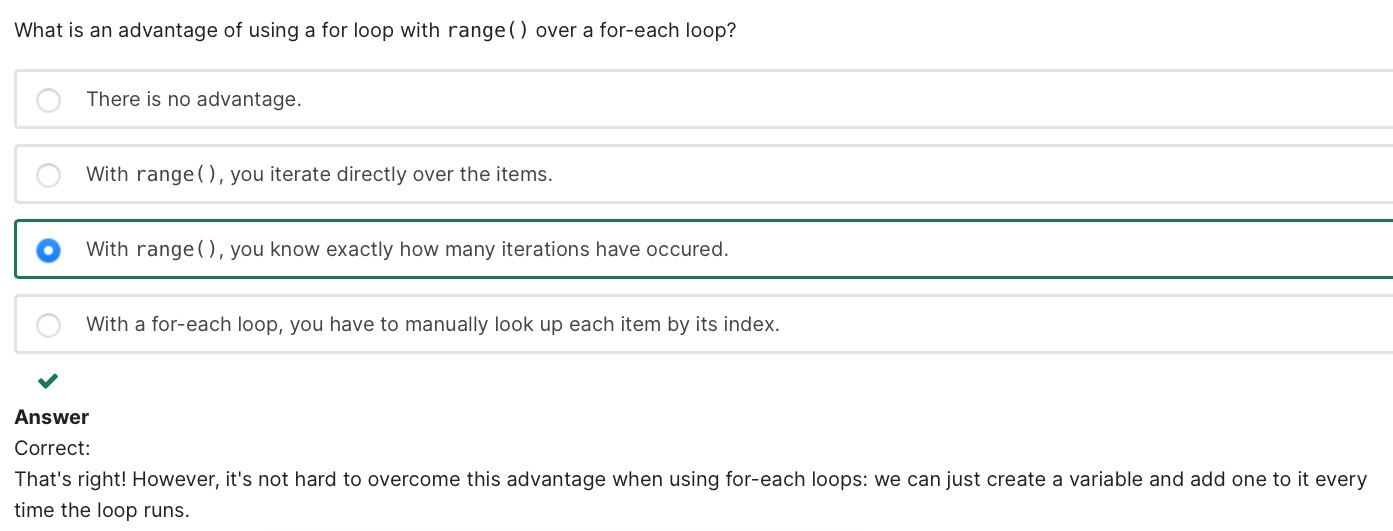 What is an advantage of using a for loop with range() over a for-each loop?
There is no advantage.
With range(), you iterate directly over the items.
With range(), you know exactly how many iterations have occured.
With a for-each loop, you have to manually look up each item by its index.
Answer
Correct:
That's right! However, it's not hard to overcome this advantage when using for-each loops: we can just create a variable and add one to it every
time the loop runs.